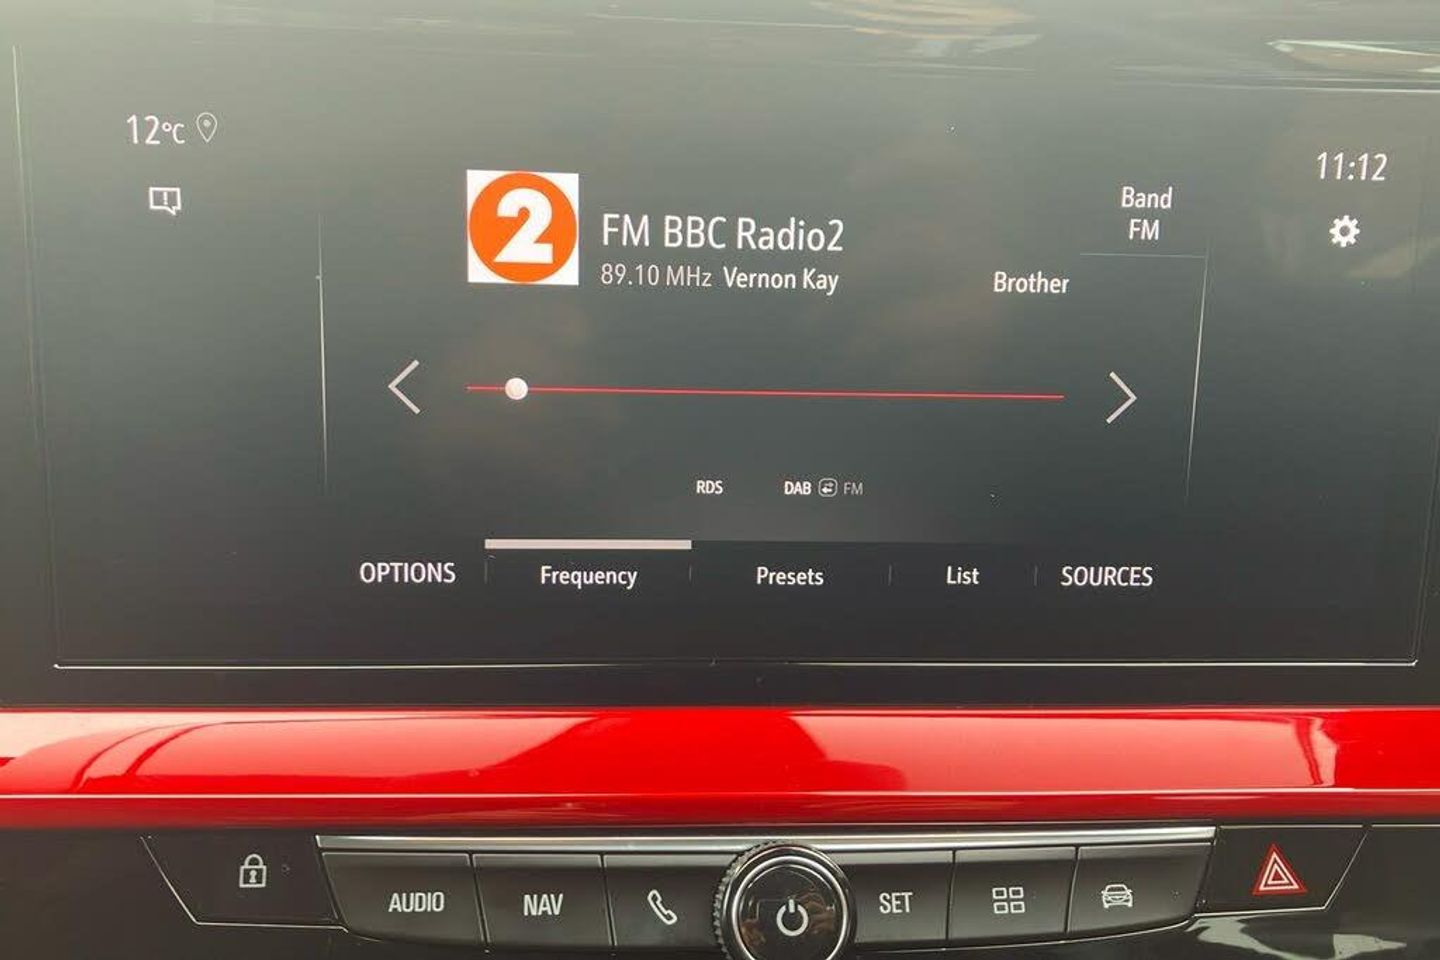 12°C
11:12
2
FM BBC Radio2
Band
FM
89.10 MHz Vernon Kay
Brother
RDS
DAB FM
OPTIONS
Frequency
Presets
List
SOURCES
AUDIO
NAV
SET